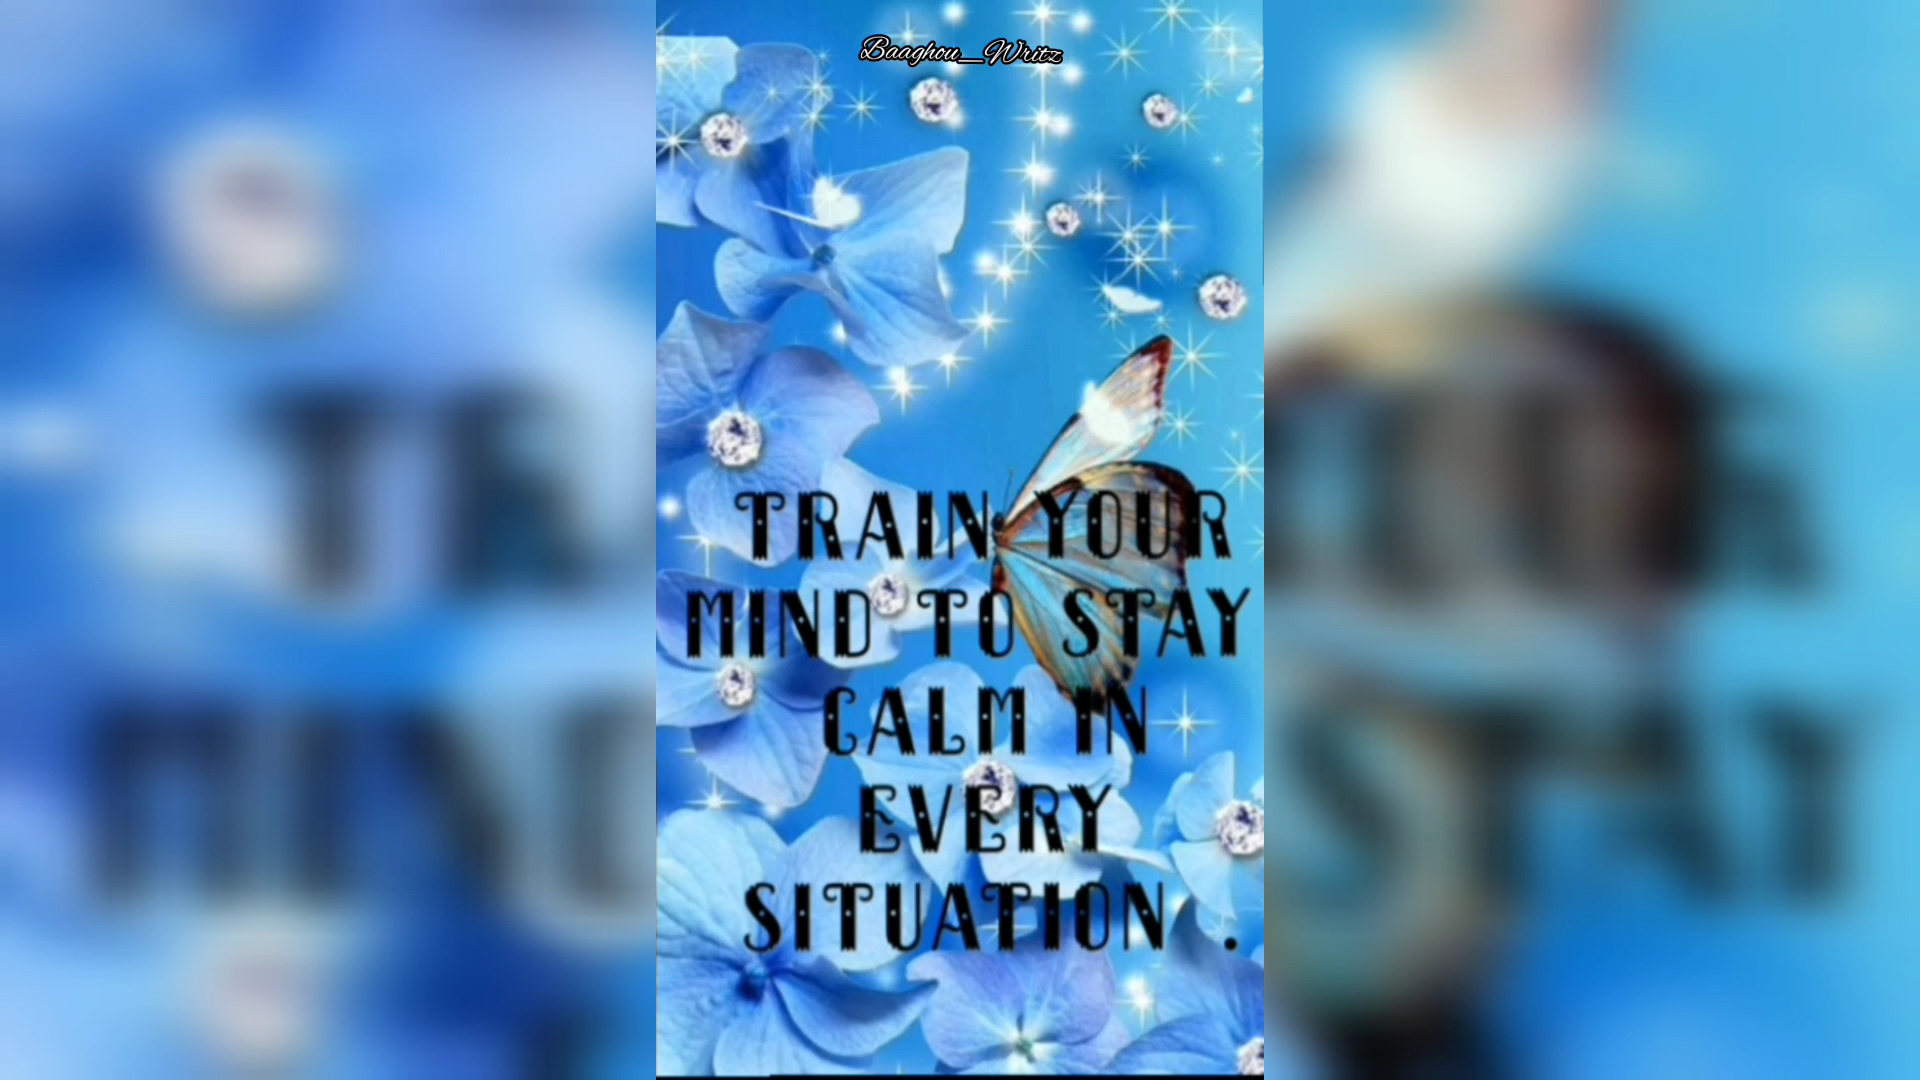 Baaghou_Writz
TRAIN YOUR
MIND TO STAY
CALM IN
EVERY
SITUATION .